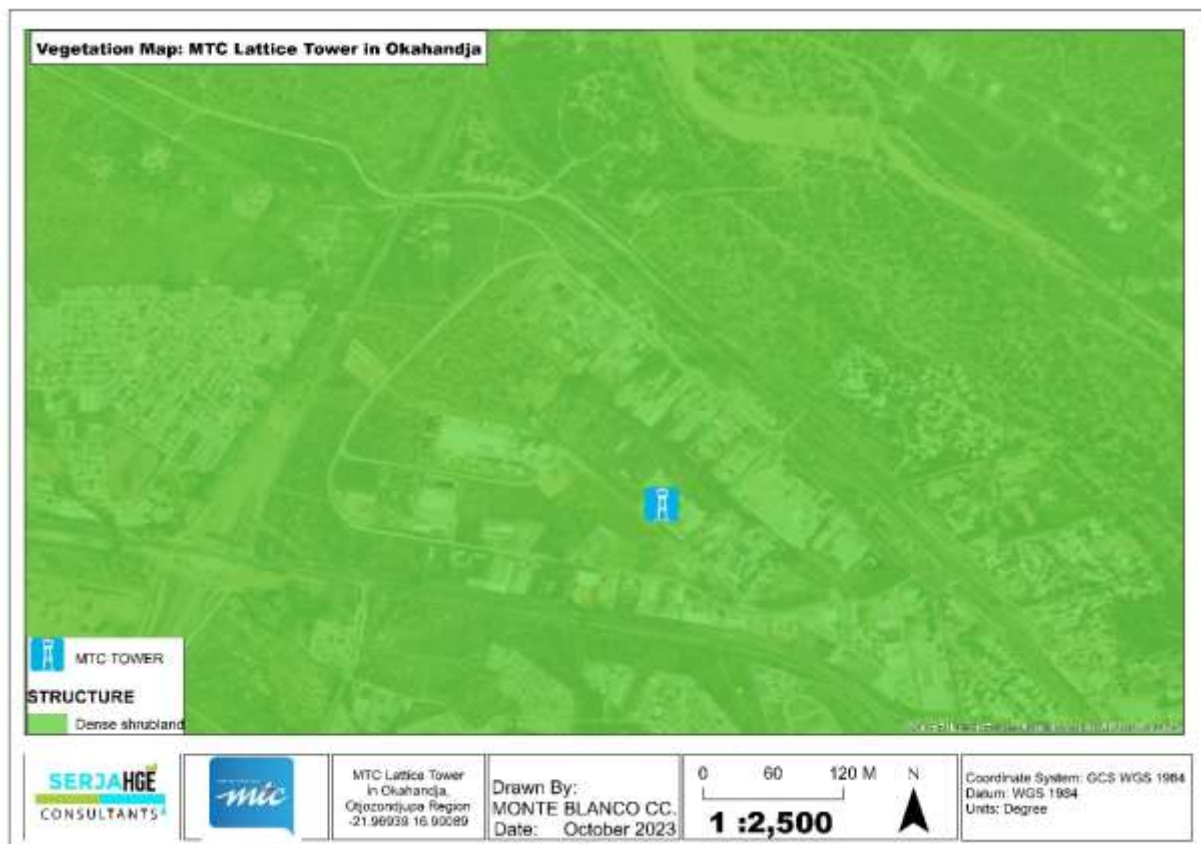 Vegetation Map: MTC Lattice Tower in Okahandja
MTC TOWER
STRUCTURE
Dense shrubland
SERJAHGE
CONSULTANTS
mtc
MTC Lattice Tower
in Okahandja,
Otjozondjupa Region
-21.96939 16.90089
Drawn By:
MONTE BLANCO CC.
Date: October 2023
0 60 120 M
1 :2,500
N
Coordinate System: GCS WGS 1984
Datum: WGS 1984
Units: Degree